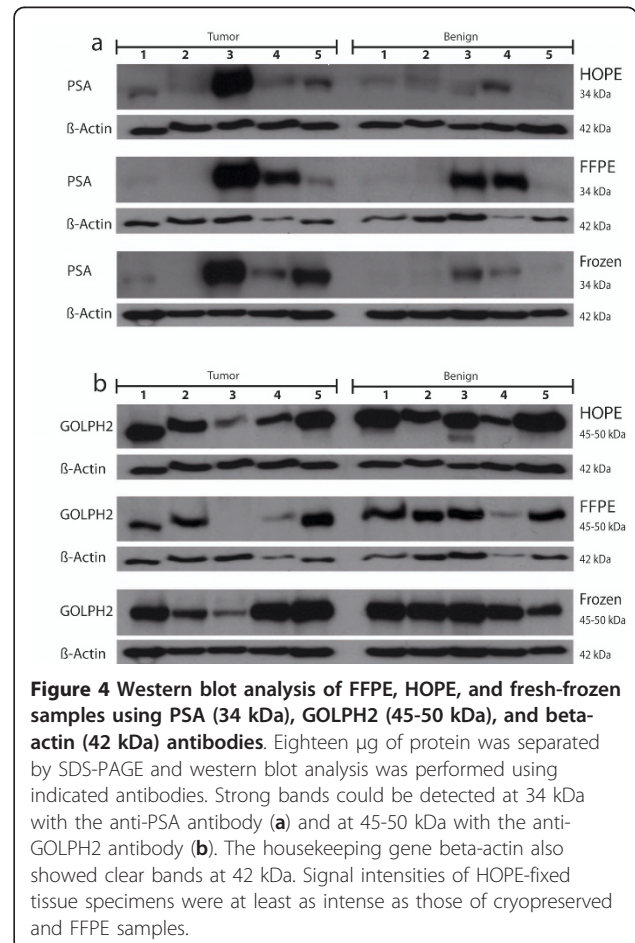 a
Tumor Benign
1 2 3 4 5 1 2 3 4 5
HOPE
PSA 34 kDa
ß-Actin 42 kDa
FFPE
PSA 34 kDa
ß-Actin 42 kDa
Frozen
PSA 34 kDa
ß-Actin 42 kDa
b
Tumor Benign
1 2 3 4 5 1 2 3 4 5
HOPE
GOLPH2 45-50 kDa
ß-Actin 42 kDa
FFPE
GOLPH2 45-50 kDa
ß-Actin 42 kDa
Frozen
GOLPH2 45-50 kDa
ß-Actin 42 kDa
Figure 4 Western blot analysis of FFPE, HOPE, and fresh-frozen
samples using PSA (34 kDa), GOLPH2 (45-50 kDa), and beta-
actin (42 kDa) antibodies. Eighteen μg of protein was separated
by SDS-PAGE and western blot analysis was performed using
indicated antibodies. Strong bands could be detected at 34 kDa
with the anti-PSA antibody (a) and at 45-50 kDa with the anti-
GOLPH2 antibody (b). The housekeeping gene beta-actin also
showed clear bands at 42 kDa. Signal intensities of HOPE-fixed
tissue specimens were at least as intense as those of cryopreserved
and FFPE samples.